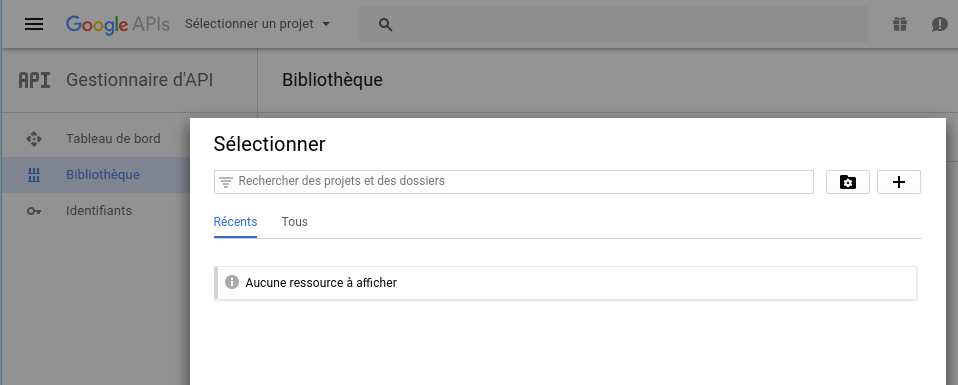 Google APIs Sélectionner un projet
API Gestionnaire d'API Bibliothèque
Tableau de bord
Bibliothèque
Identifiants
Sélectionner
Rechercher des projets et des dossiers
Récents Tous
Aucune ressource à afficher